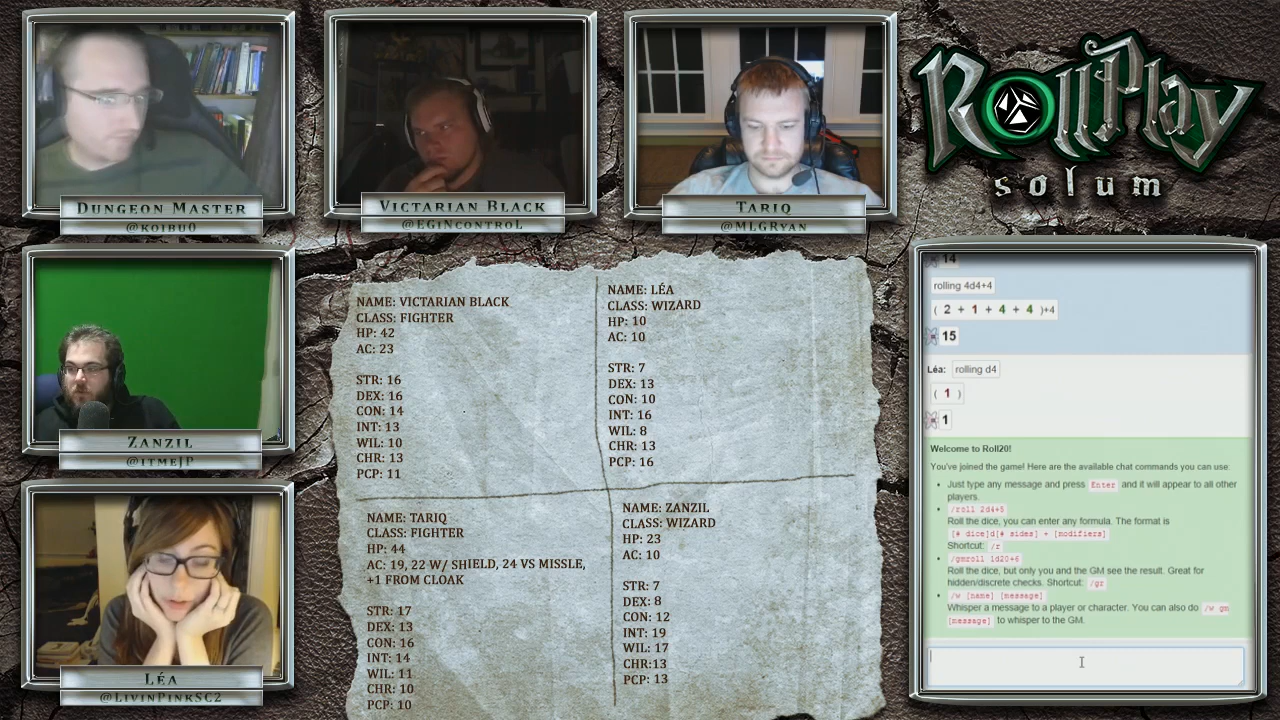 DUNGEON MASTER
@KOIBU0
VICTARIAN BLACK
@EGINCONTROL
TARIQ
@MLGRYAN
ROLLPLAY
solum
ZANZIL
@ITMEJP
LÉA
@LIVINPINKSC2
NAME: VICTARIAN BLACK
CLASS: FIGHTER
HP: 42
AC: 23
STR: 16
DEX: 16
CON: 14
INT: 13
WIL: 10
CHR: 13
PCP: 11
NAME: LÉA
CLASS: WIZARD
HP: 10
AC: 10
STR: 7
DEX: 13
CON: 10
INT: 16
WIL: 8
CHR: 13
PCP: 16
NAME: TARIQ
CLASS: FIGHTER
HP: 44
AC: 19, 22 W/ SHIELD, 24 VS MISSLE,
+1 FROM CLOAK
STR: 17
DEX: 13
CON: 16
INT: 14
WIL: 11
CHR: 10
PCP: 10
NAME: ZANZIL
CLASS: WIZARD
HP: 23
AC: 10
STR: 7
DEX: 8
CON: 12
INT: 19
WIL: 17
CHR:13
PCP: 13
14
rolling 4d4+4
( 2 + 1 + 4 + 4 )+4
15
Léa: rolling d4
( 1 )
1
Welcome to Roll20!
You've joined the game! Here are the available chat commands you can use:
• Just type any message and press Enter and it will appear to all other
players.
• /roll 2d4+5
Roll the dice, you can enter any formula. The format is
[# dice]d[# sides] + [modifiers]
Shortcut: /r
• /gmroll 1d20+6
Roll the dice, but only you and the GM see the result. Great for
hidden/discrete checks. Shortcut: /gr
• /w [name] [message]
Whisper a message to a player or character. You can also do /w gm
[message] to whisper to the GM.